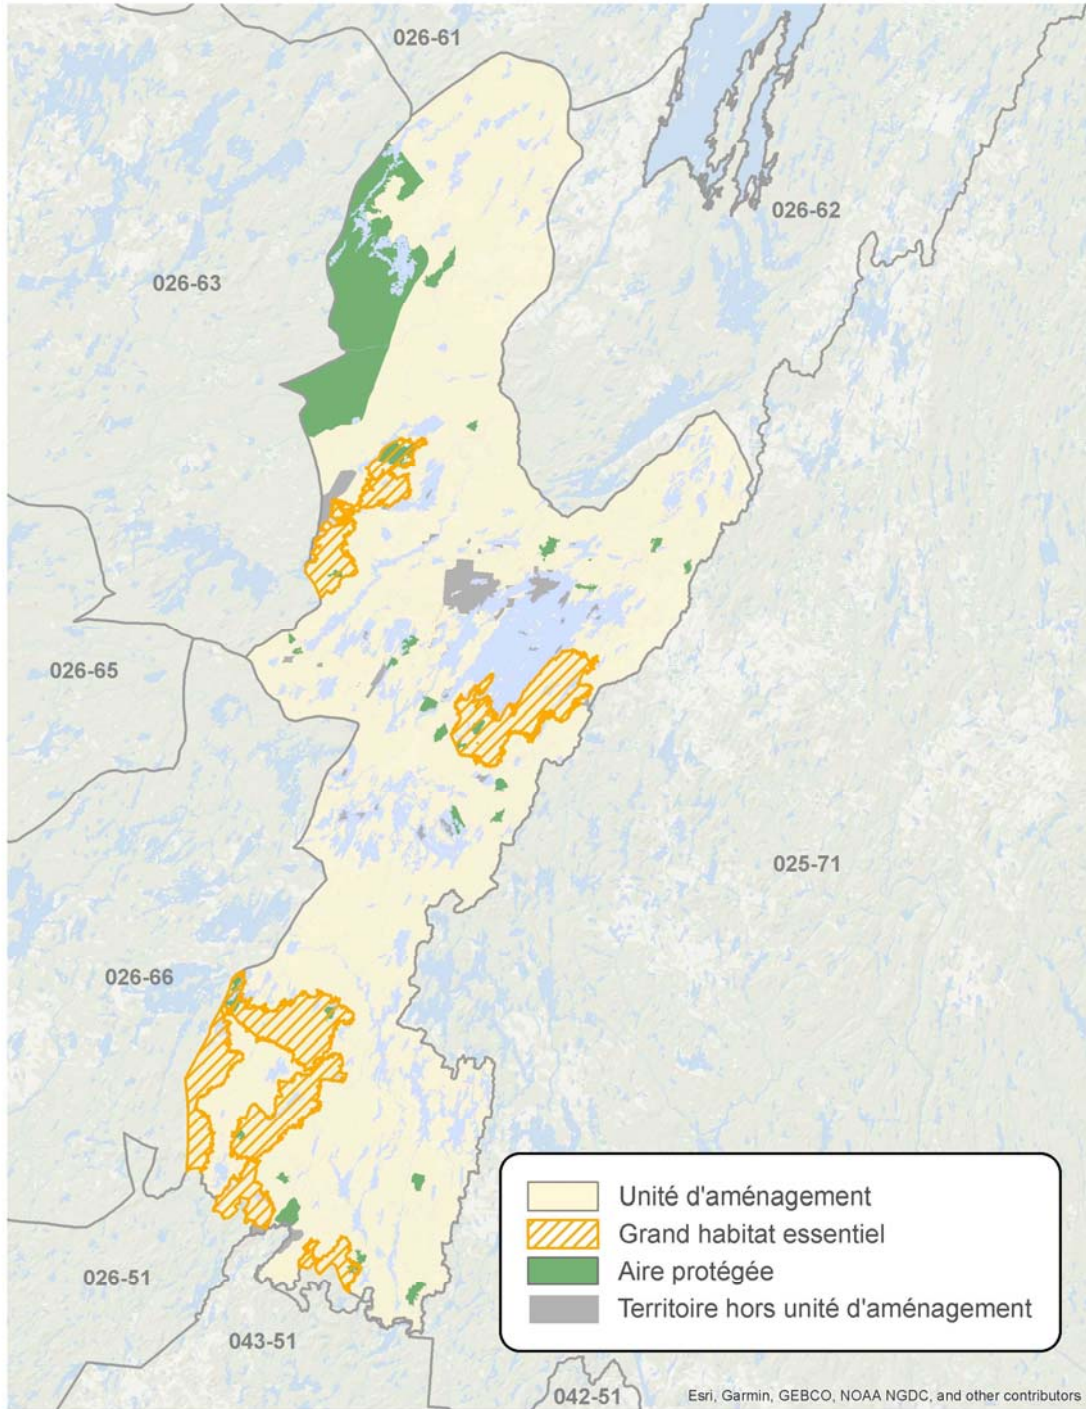 026-61
026-62
026-63
026-65
025-71
026-66
Unité d'aménagement
Grand habitat essentiel
Aire protégée
Territoire hors unité d'aménagement
026-51
043-51
042-51
Esri, Garmin, GEBCO, NOAA NGDC, and other contributors